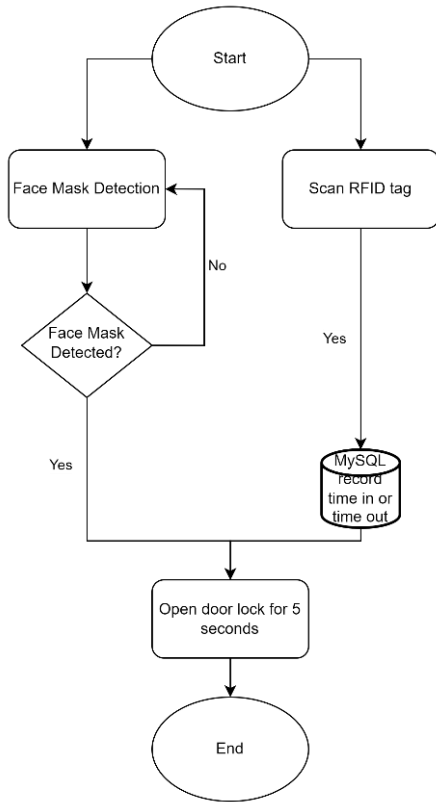 Start
Face Mask Detection
Scan RFID tag
No
Face Mask
Detected?
Yes
Yes
MySQL
record
time in or
time out
Open door lock for 5
seconds
End